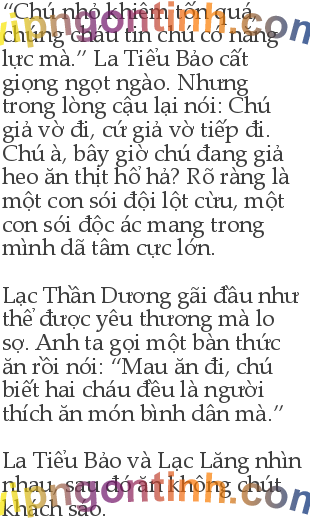 “Chú nhỏ khiêm tốn quá,
chúng cháu tin chú có năng
lực mà.” La Tiểu Bảo cất
giọng ngọt ngào. Nhưng
trong lòng cậu lại nói: Chú
giả vờ đi, cứ giả vờ tiếp đi.
Chú à, bây giờ chú đang giả
heo ăn thịt hổ hả? Rõ ràng là
một con sói đội lột cừu, một
con sói độc ác mang trong
mình dã tâm cực lớn.
Lạc Thần Dương gãi đầu như
thể được yêu thương mà lo
sợ. Anh ta gọi một bàn thức
ăn rồi nói: “Mau ăn đi, chú
biết hai cháu đều là người
thích ăn món bình dân mà.”
La Tiểu Bảo và Lạc Lăng nhìn
nhau, sau đó ăn không chút
khách sáo.
vipngontinh.com
vipngontinh.com